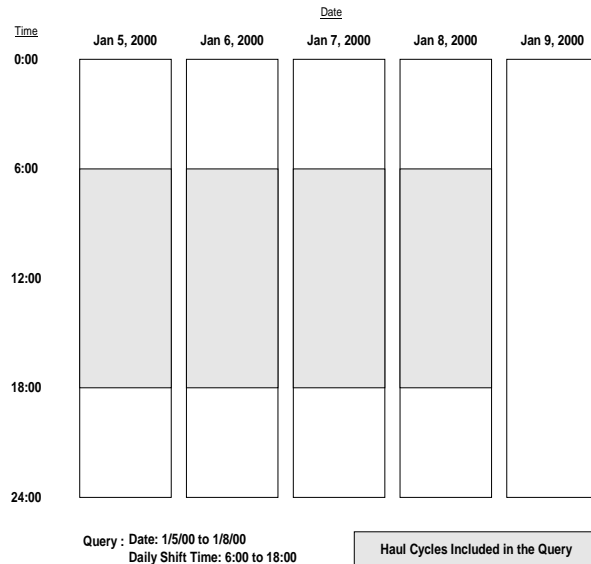 Date
Time
Jan 5, 2000 Jan 6, 2000 Jan 7, 2000 Jan 8, 2000 Jan 9, 2000
0:00
6:00
12:00
18:00
24:00
Query : Date: 1/5/00 to 1/8/00
Daily Shift Time: 6:00 to 18:00
Haul Cycles Included in the Query